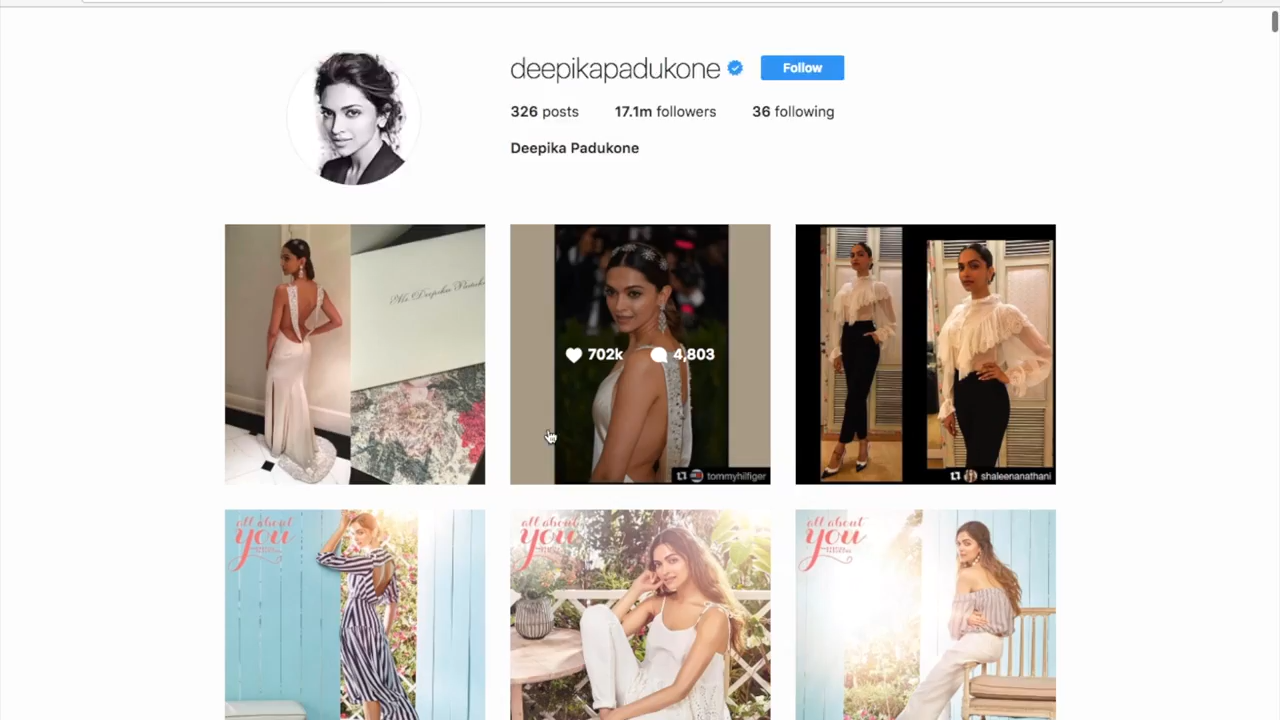 deepikapadukone Follow
326 posts 17.1m followers 36 following
Deepika Padukone
702k 4,803
tommyhilfiger
shaleenanathani
all about
you
all about
you
all about
you